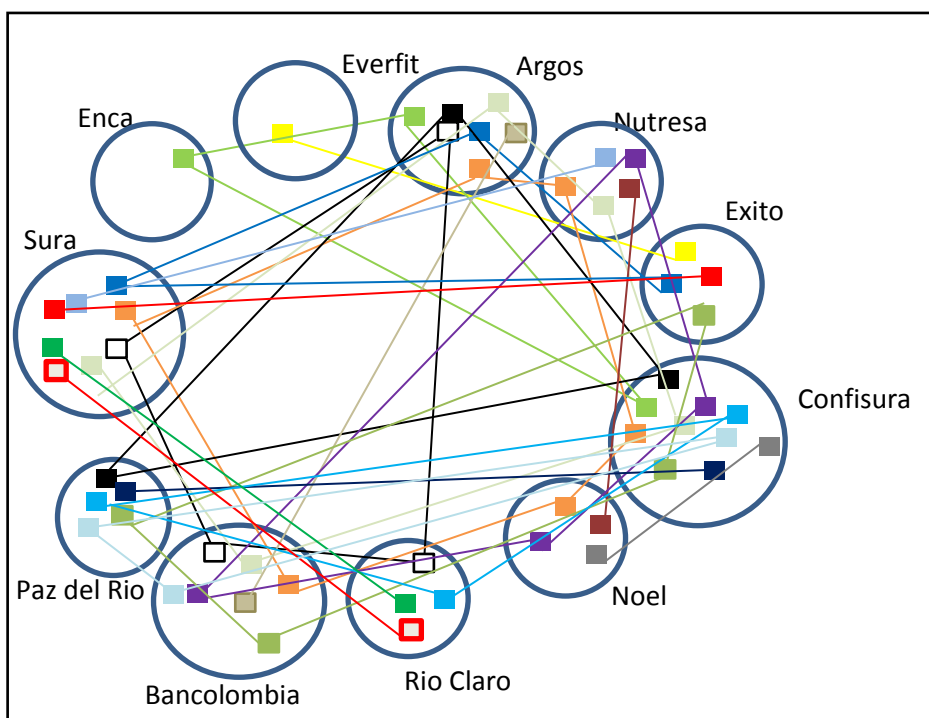 Everfit
Argos
Enca
Nutresa
Exito
Sura
Confisura
Paz del Rio
Noel
Bancolombia
Rio Claro